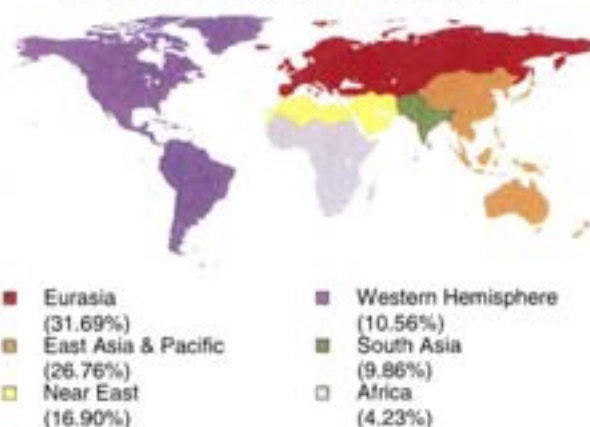 Eurasia
(31.69%)
East Asia & Pacific
(26.76%)
Near East
(16.90%)
Western Hemisphere
(10.56%)
South Asia
(9.86%)
Africa
(4.23%)